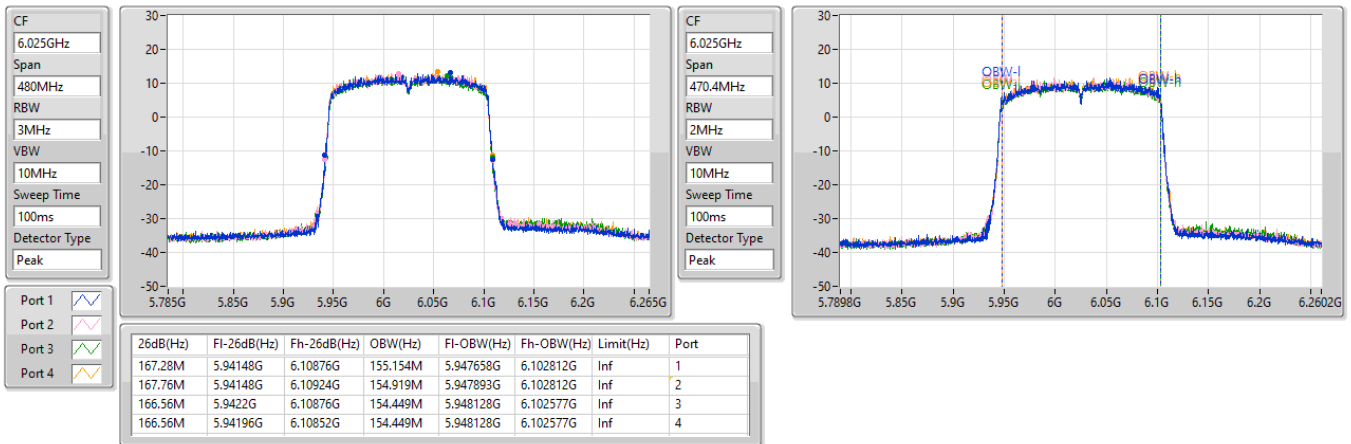 CF
6.025GHz
Span
480MHz
RBW
3MHz
VBW
10MHz
Sweep Time
100ms
Detector Type
Peak
30
20
10
0
-10
-20
-30
-40
-50
5.785G 5.85G 5.9G 5.95G 6G 6.05G 6.1G 6.15G 6.2G 6.265G
CF
6.025GHz
Span
470.4MHz
RBW
2MHz
VBW
10MHz
Sweep Time
100ms
Detector Type
Peak
30
20
10
0
-10
-20
-30
-40
-50
OBW-l
OBW-h
5.7898G 5.85G 5.9G 5.95G 6G 6.05G 6.1G 6.15G 6.2G 6.2602G
Port 1
Port 2
Port 3
Port 4
26dB(Hz) Fl-26dB(Hz) Fh-26dB(Hz) OBW(Hz) Fl-OBW(Hz) Fh-OBW(Hz) Limit(Hz) Port
167.28M 5.94148G 6.10876G 155.154M 5.947658G 6.102812G Inf 1
167.76M 5.94148G 6.10924G 154.919M 5.947893G 6.102812G Inf 2
166.56M 5.9422G 6.10876G 154.449M 5.948128G 6.102577G Inf 3
166.56M 5.94196G 6.10852G 154.449M 5.948128G 6.102577G Inf 4